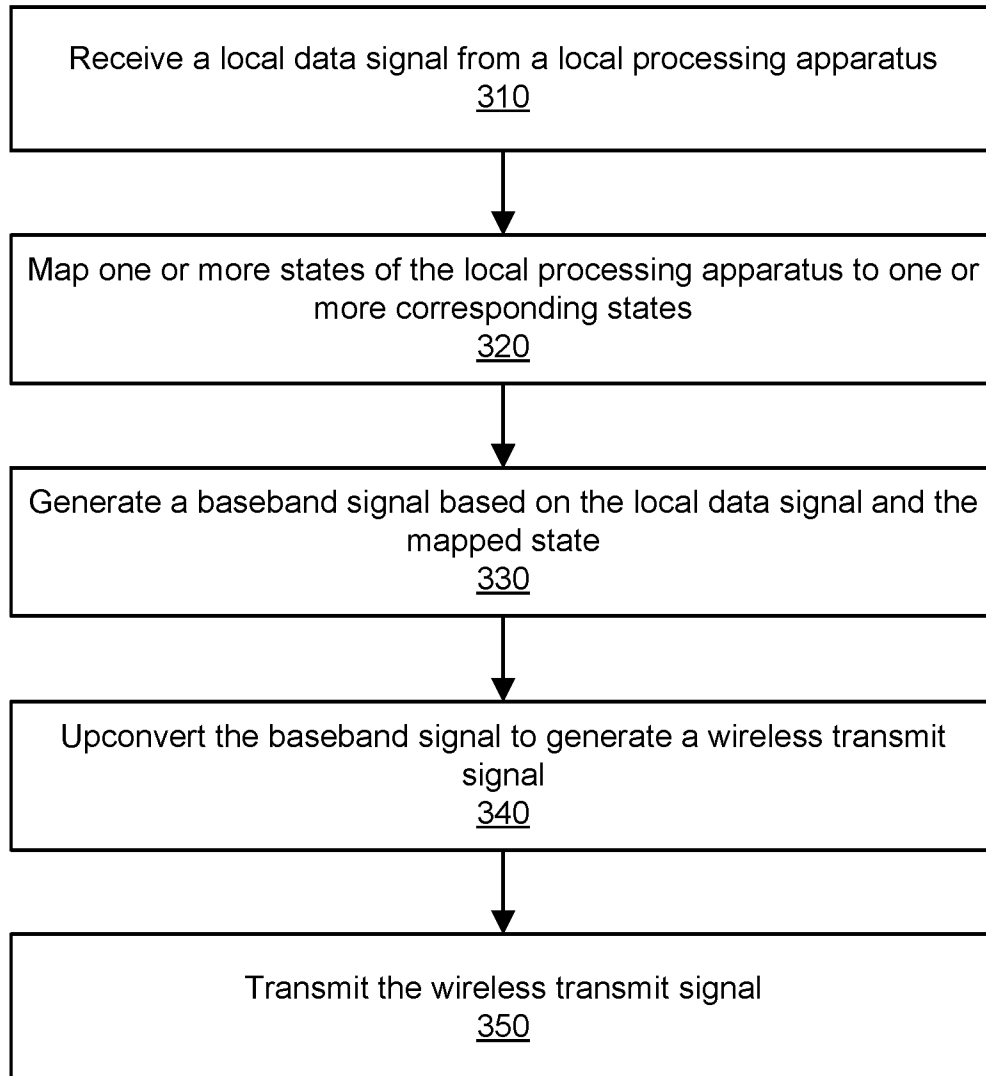 Receive a local data signal from a local processing apparatus
310
Map one or more states of the local processing apparatus to one or
more corresponding states
320
Generate a baseband signal based on the local data signal and the
mapped state
330
Upconvert the baseband signal to generate a wireless transmit
signal
340
Transmit the wireless transmit signal
350